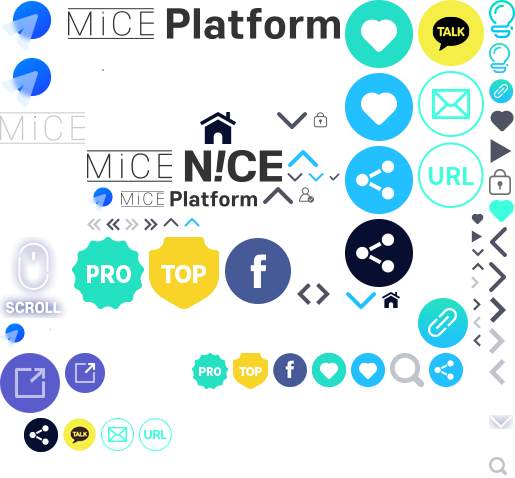 MiCE Platform
TALK
MiCE
MiCE N!CE
URL
MiCE Platform
PRO
TOP
f
SCROLL
PRO
TOP
f
TALK
URL